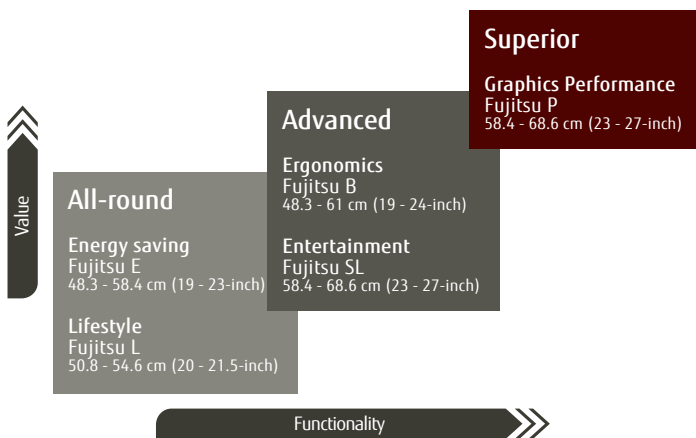 Superior
Graphics Performance
Fujitsu P
58.4 - 68.6 cm (23 - 27-inch)
Advanced
Ergonomics
Fujitsu B
48.3 - 61 cm (19 - 24-inch)
Entertainment
Fujitsu SL
58.4 - 68.6 cm (23 - 27-inch)
All-round
Energy saving
Fujitsu E
48.3 - 58.4 cm (19 - 23-inch)
Lifestyle
Fujitsu L
50.8 - 54.6 cm (20 - 21.5-inch)
Value
Functionality